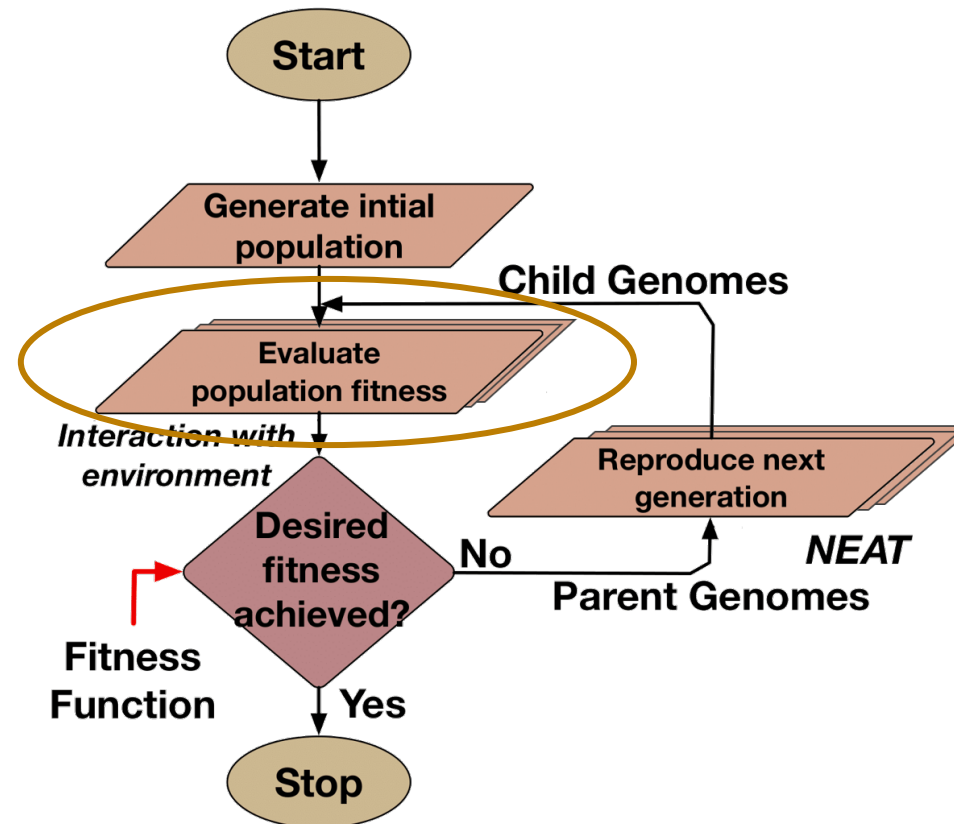 Start
Generate intial
population
Child Genomes
Evaluate
population fitness
Interaction with
environment
Reproduce next
generation
NEAT
Desired
fitness
achieved?
No
Parent Genomes
Fitness
Function
Yes
Stop